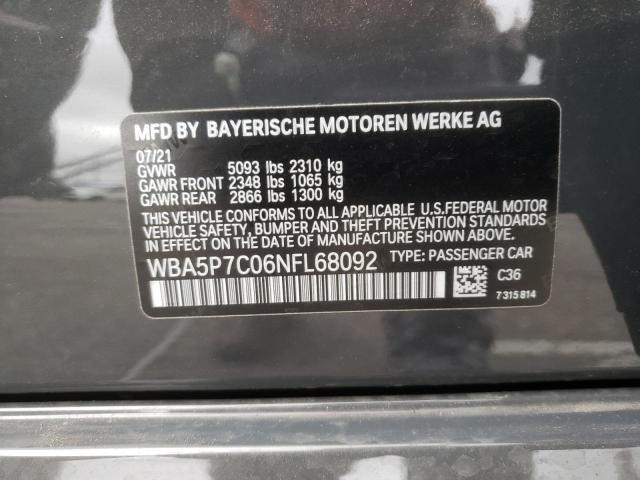 MFD BY BAYERISCHE MOTOREN WERKE AG
07/21
GVWR 5093 lbs 2310 kg
GAWR FRONT 2348 lbs 1065 kg
GAWR REAR 2866 lbs 1300 kg
THIS VEHICLE CONFORMS TO ALL APPLICABLE U.S.FEDERAL MOTOR
VEHICLE SAFETY, BUMPER AND THEFT PREVENTION STANDARDS
IN EFFECT ON THE DATE OF MANUFACTURE SHOWN ABOVE.
WBA5P7C06NFL68092 TYPE: PASSENGER CAR
C36
7315814